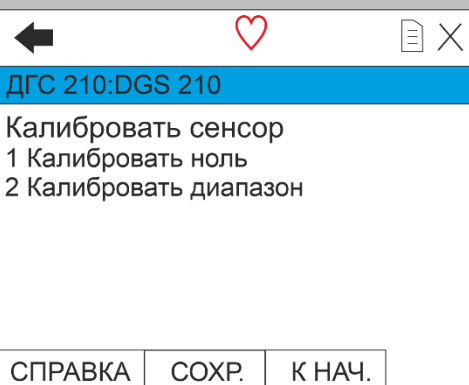 ДГС 210:DGS 210
Калибровать сенсор
1 Калибровать ноль
2 Калибровать диапазон
СПРАВКА СОХР. К НАЧ.